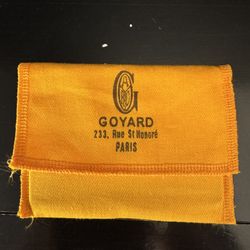 GOYARD
233, Rue St Honoré
PARIS